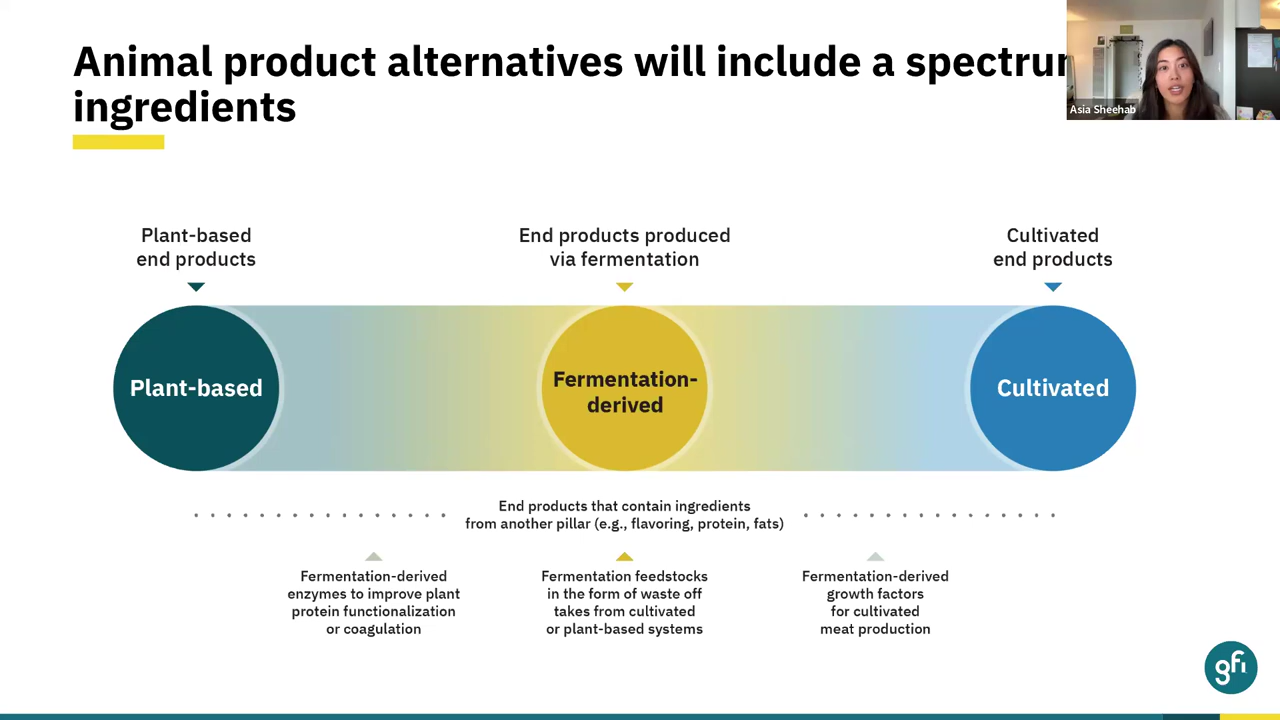 Animal product alternatives will include a spectrum
ingredients
Asia Sheehab
Plant-based
end products
End products produced
via fermentation
Cultivated
end products
Plant-based
Fermentation-
derived
Cultivated
End products that contain ingredients
from another pillar (e.g., flavoring, protein, fats)
Fermentation-derived
enzymes to improve plant
protein functionalization
or coagulation
Fermentation feedstocks
in the form of waste off
takes from cultivated
or plant-based systems
Fermentation-derived
growth factors
for cultivated
meat production
gfi